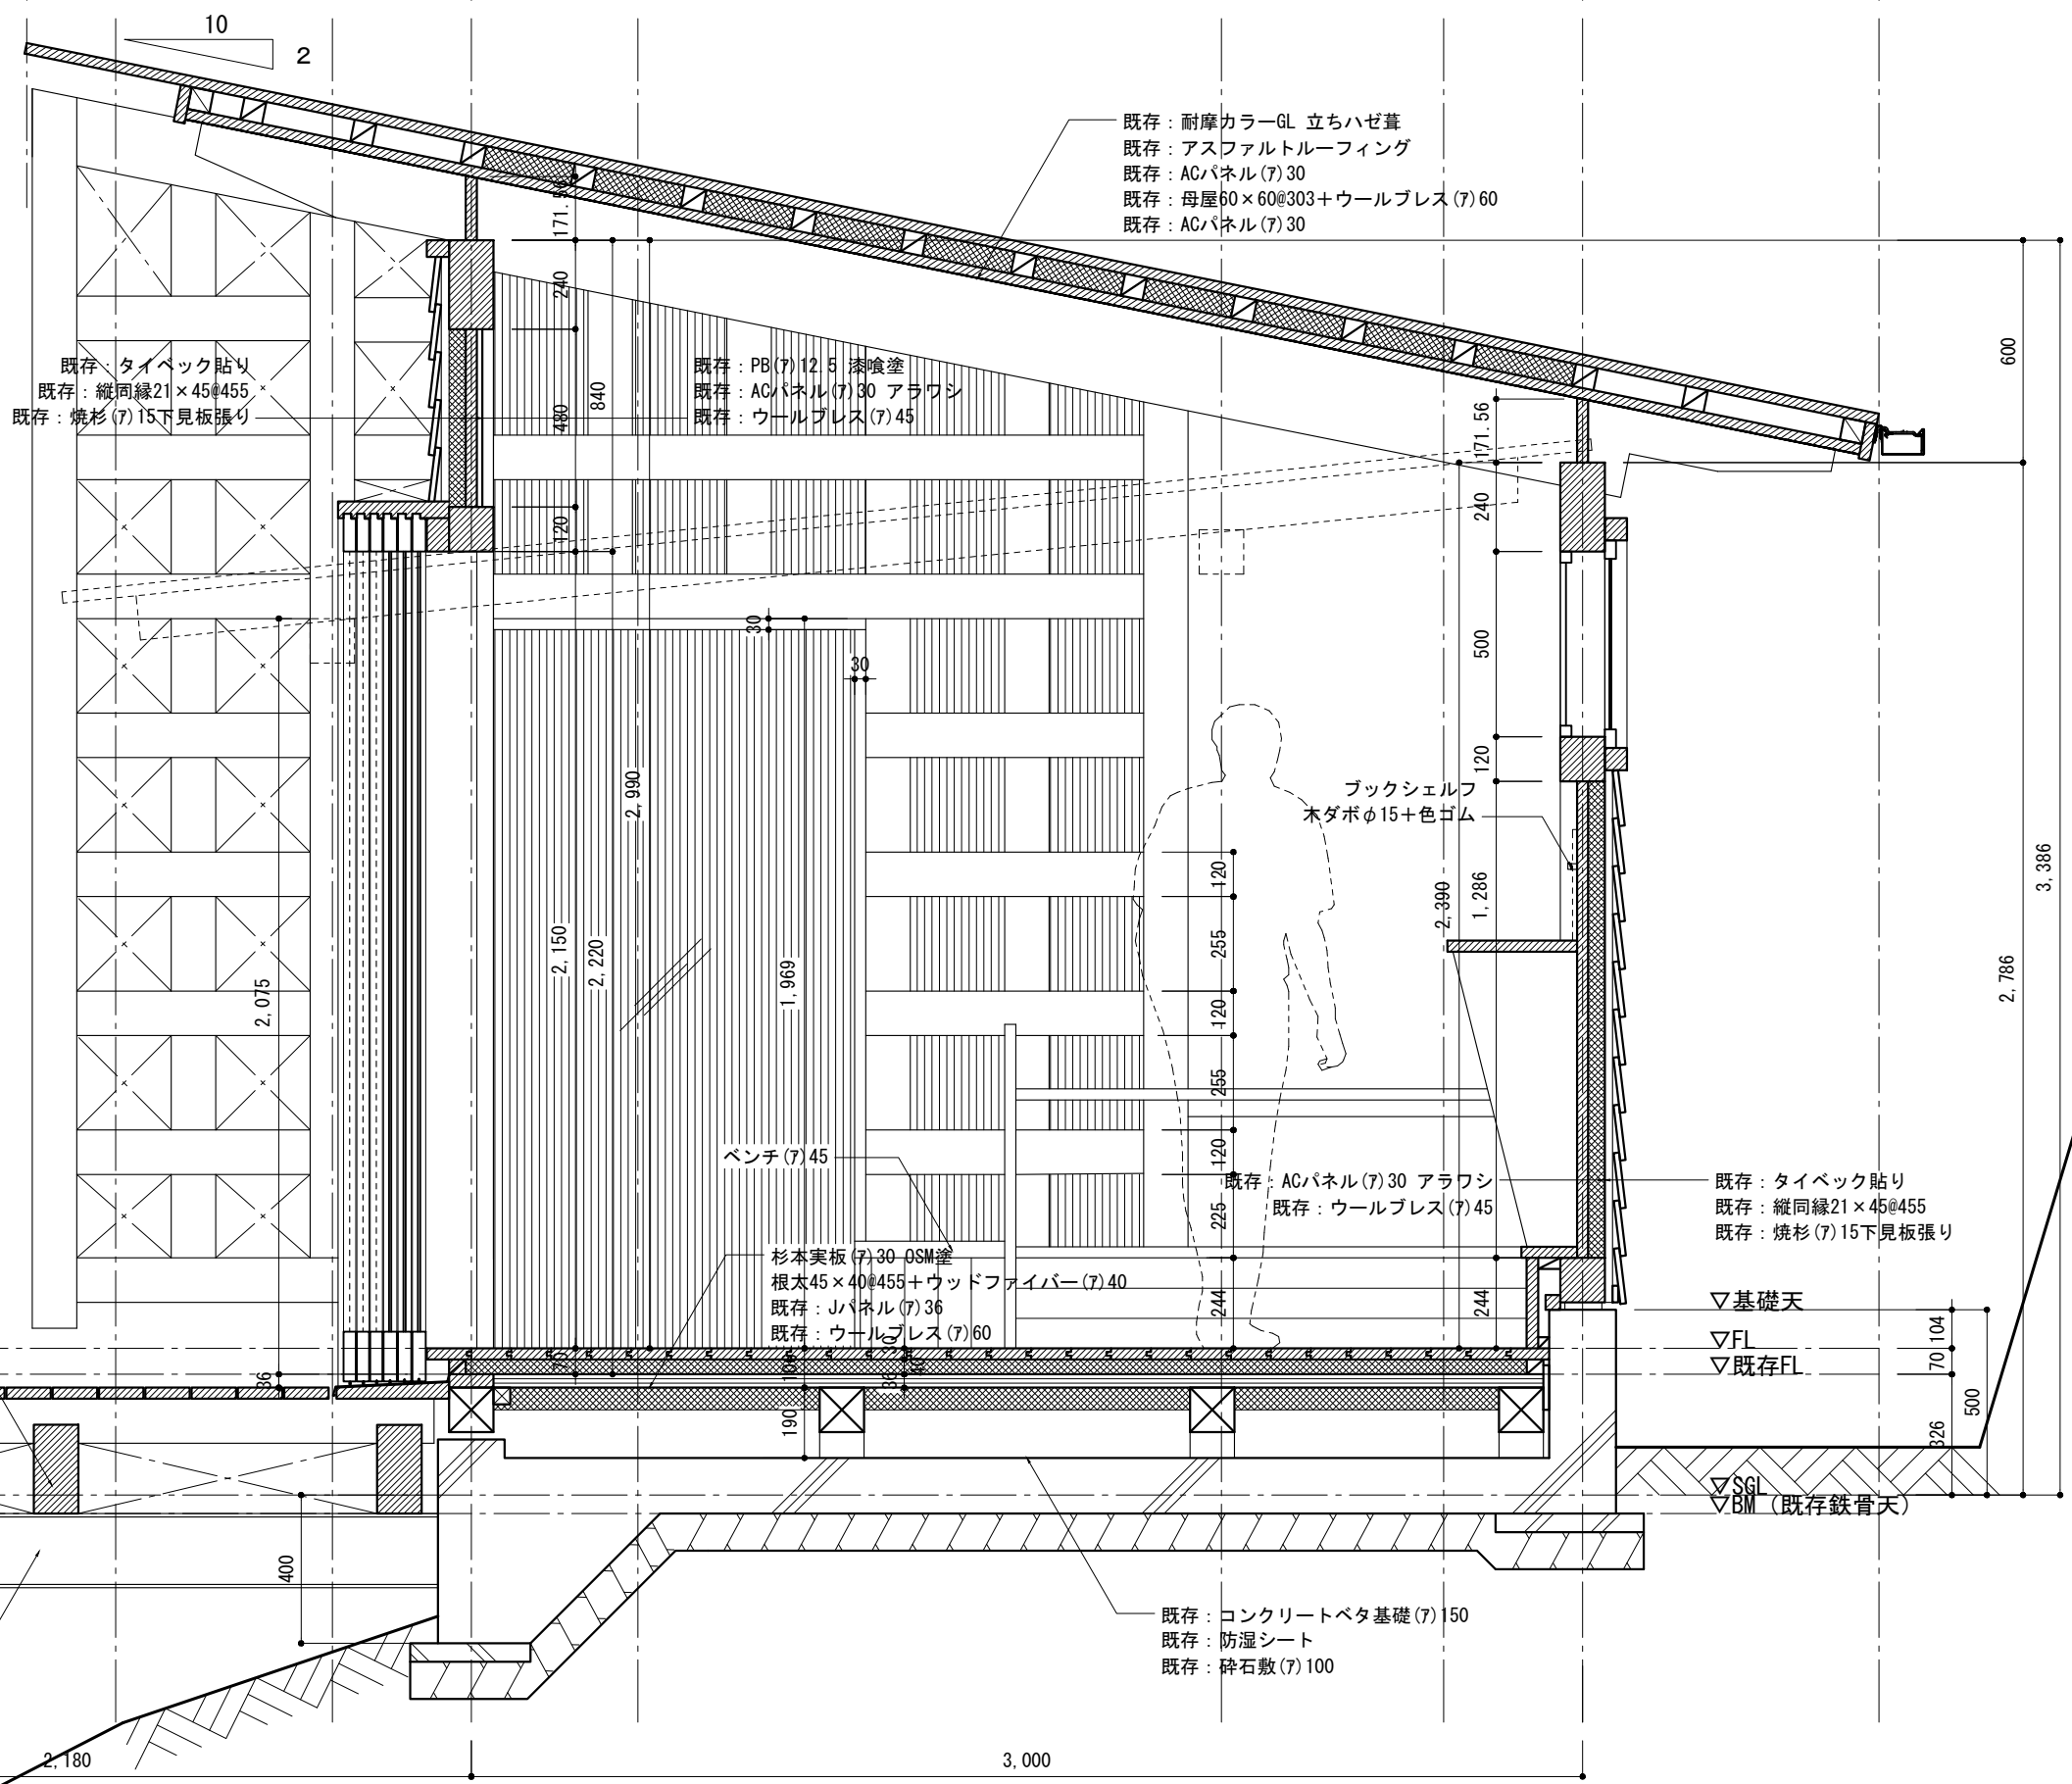 10
2
既存：耐摩カラーGL 立ちハゼ葺
既存：アスファルトルーフィング
既存：ACパネル(ｱ)30
既存：母屋60×60@303＋ウールブレス(ｱ)60
既存：ACパネル(ｱ)30
171.56
240
480
120
840
600
既存：タイベック貼り
既存：縦同縁21×45@455
既存：焼杉(ｱ)15下見板張り
既存：PB(ｱ)12.5 漆喰塗
既存：ACパネル(ｱ)30 アラワシ
既存：ウールブレス(ｱ)45
171.56
240
500
120
30
30
2,990
ブックシェルフ
木ダボφ15＋色ゴム
2,150
2,220
1,969
2,075
120
255
120
255
120
225
244
2,390
1,286
244
3,386
2,786
ベンチ(ｱ)45
既存：ACパネル(ｱ)30 アラワシ
既存：ウールブレス(ｱ)45
既存：タイベック貼り
既存：縦同縁21×45@455
既存：焼杉(ｱ)15下見板張り
杉本実板(ｱ)30 OSM塗
根太45×40@455＋ウッドファイバー(ｱ)40
既存：Jパネル(ｱ)36
既存：ウールブレス(ｱ)60
▽基礎天
▽FL
▽既存FL
104
70
326
500
36
70
106
30
40
36
190
▽SGL
▽BM（既存鉄骨天）
400
既存：コンクリートベタ基礎(ｱ)150
既存：防湿シート
既存：砕石敷(ｱ)100
2,180
3,000